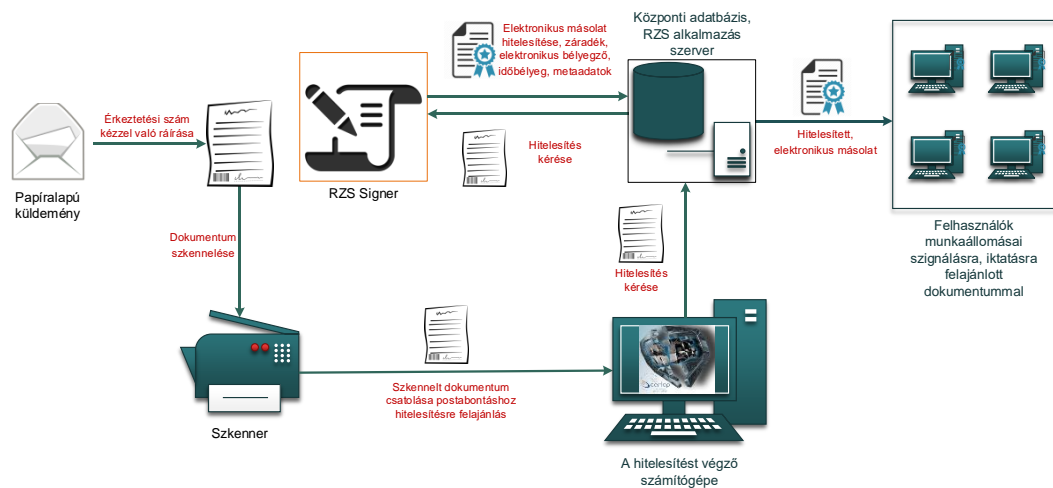 Központi adatbázis,
RZS alkalmazás
szerver
Elektronikus másolat
hitelesítése, záradék,
elektronikus bélyegző,
időbélyeg, metaadatok
Érkeztetési szám
kézzel való ráírása
Hitelesítés
kérése
Hitelesített,
elektronikus másolat
Papíralapú
küldemény
RZS Signer
Dokumentum
szkennelése
Hitelesítés
kérése
Felhasználók
munkaállomásai
szignálásra, iktatásra
felajánlott
dokumentummal
Szkennelt dokumentum
csatolása postabontáshoz
hitelesítésre felajánlás
Szkenner
A hitelesítést végző
számítógépe